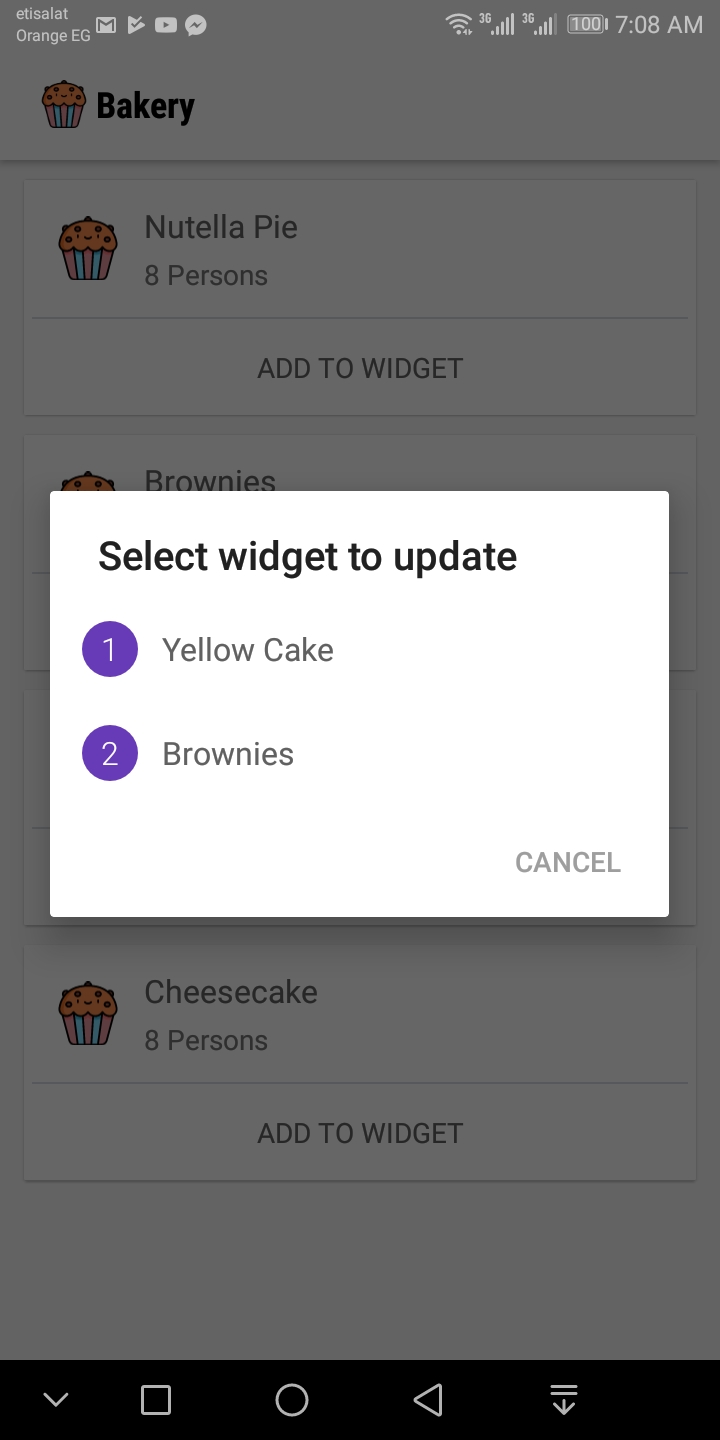 etisalat
Orange EG
3G 3G 100 7:08 AM
Bakery
Nutella Pie
8 Persons
ADD TO WIDGET
Brownies
Select widget to update
1 Yellow Cake
2 Brownies
CANCEL
Cheesecake
8 Persons
ADD TO WIDGET